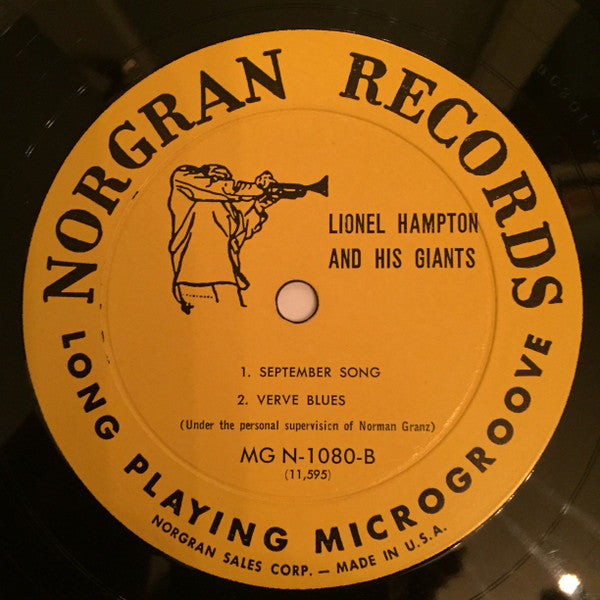 NORGRAN RECORDS
LIONEL HAMPTON
AND HIS GIANTS
1. SEPTEMBER SONG
2. VERVE BLUES
(Under the personal supervision of Norman Granz)
MG N-1080-B
(11,595)
LONG PLAYING MICROGROOVE
NORGRAN SALES CORP. — MADE IN U.S.A.